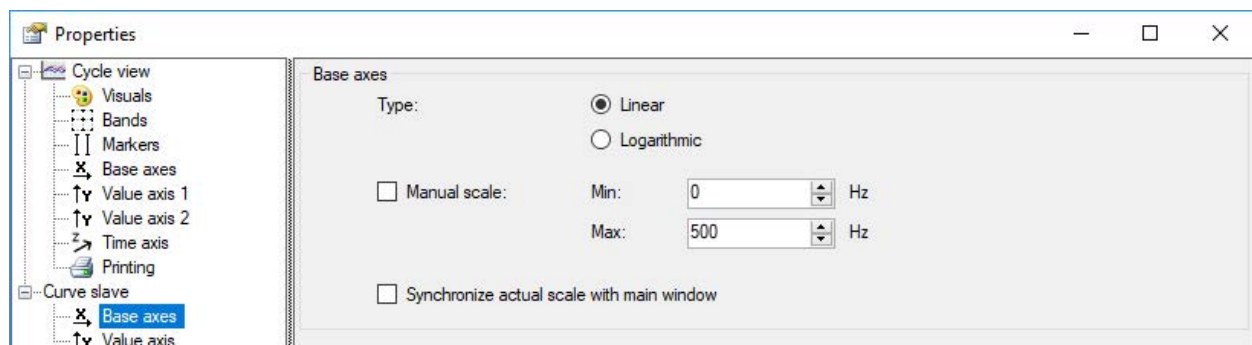 Properties
Cycle view
Visuals
Bands
Markers
Base axes
Value axis 1
Value axis 2
Time axis
Printing
Curve slave
Base axes
Value axis
Base axes
Type: Linear
Logarithmic
Manual scale: Min: 0 Hz
Max: 500 Hz
Synchronize actual scale with main window